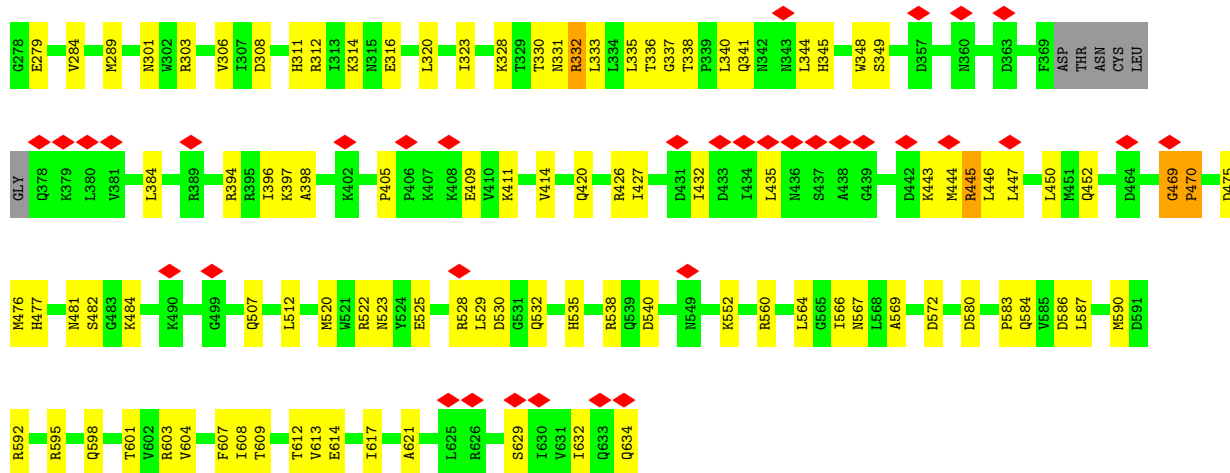 G278 E279 V284 M289 N301 W302 R303 V306 I307 D308 H311 R312 I313 K314 N315 E316 L320 I323 K328 T329 T330 N331 R332 L333 L334 L335 T336 G337 T338 P339 L340 Q341 N342 N343 L344 H345 W348 S349 D357 N360 D363 F369 ASP THR ASN CYS LEU
GLY Q378 K379 L380 V381 L384 R389 R394 R395 I396 K397 A398 K402 P405 P406 K407 K408 E409 V410 K411 V414 Q420 R426 I427 D431 I432 D433 I434 L435 N436 S437 A438 G439 D442 K443 M444 R445 L446 L447 L450 M451 Q452 D464 G469 P470 D475
M476 H477 N481 S482 G483 K484 K490 G499 Q507 L512 M520 W521 R522 N523 Y524 E525 R528 L529 D530 G531 Q532 H535 R538 Q539 D540 N549 K552 R560 L564 G565 I566 N567 L568 A569 D572 D580 P583 Q584 V585 D586 L587 M590 D591
R592 R595 Q598 T601 V602 R603 V604 F607 I608 T609 T612 V613 E614 I617 A621 L625 R626 S629 I630 V631 I632 Q633 Q634